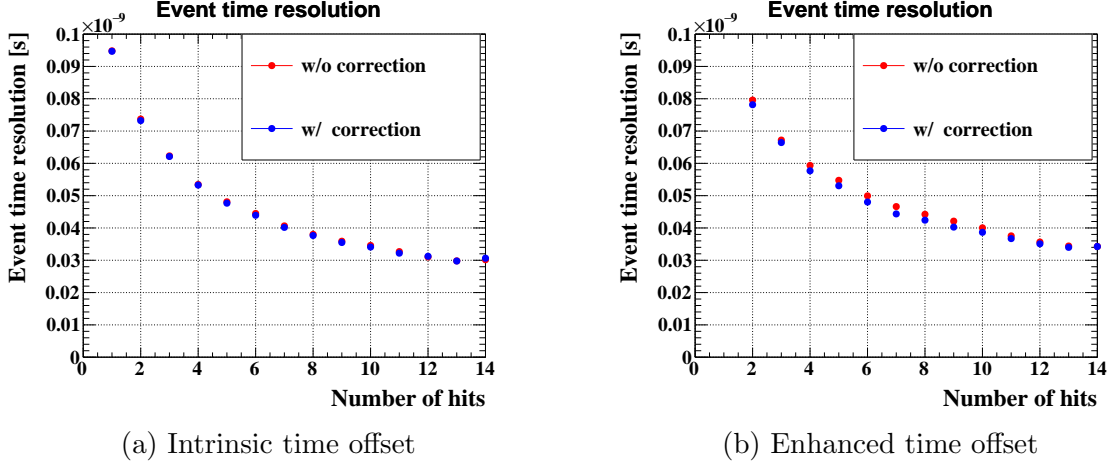 Event time resolution
×10⁻⁹
Event time resolution [s]
0.1
0.09
0.08
0.07
0.06
0.05
0.04
0.03
0.02
0.01
0
w/o correction
w/ correction
0 2 4 6 8 10 12 14
Number of hits
(a) Intrinsic time offset
Event time resolution
×10⁻⁹
Event time resolution [s]
0.1
0.09
0.08
0.07
0.06
0.05
0.04
0.03
0.02
0.01
0
w/o correction
w/ correction
0 2 4 6 8 10 12 14
Number of hits
(b) Enhanced time offset